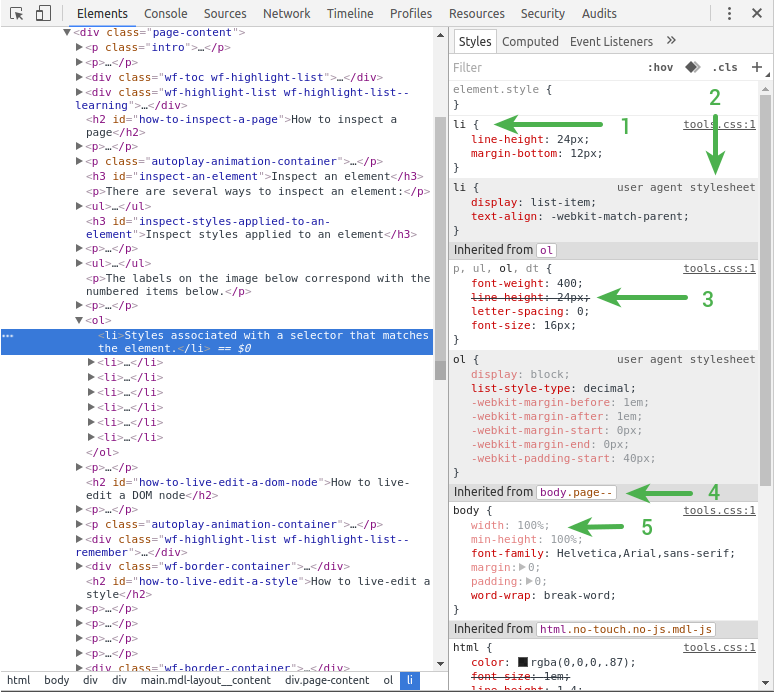 Elements Console Sources Network Timeline Profiles Resources Security Audits
<div class="page-content">
<p class="intro">…</p>
<p>…</p>
<div class="wf-toc wf-highlight-list">…</div>
<div class="wf-highlight-list wf-highlight-list--
learning">…</div>
<h2 id="how-to-inspect-a-page">How to inspect a
page</h2>
<p>…</p>
<p class="autoplay-animation-container">…</p>
<h3 id="inspect-an-element">Inspect an element</h3>
<p>There are several ways to inspect an element:</p>
<ul>…</ul>
<h3 id="inspect-styles-applied-to-an-
element">Inspect styles applied to an element</h3>
<p>…</p>
<ul>…</ul>
<p>The labels on the image below correspond with the
numbered items below.</p>
<p>…</p>
<ol>
<li>Styles associated with a selector that matches
the element.</li> == $0
<li>…</li>
<li>…</li>
<li>…</li>
<li>…</li>
<li>…</li>
<li>…</li>
</ol>
<p>…</p>
<h2 id="how-to-live-edit-a-dom-node">How to live-
edit a DOM node</h2>
<p>…</p>
<p class="autoplay-animation-container">…</p>
<div class="wf-highlight-list wf-highlight-list--
remember">…</div>
<div class="wf-border-container">…</div>
<h2 id="how-to-live-edit-a-style">How to live-edit a
style</h2>
<p>…</p>
<p>…</p>
<p>…</p>
<p>…</p>
<div class="wf-border-container">…</div>
html body div div main.mdl-layout__content div.page-content ol li
Styles Computed Event Listeners »
Filter :hov .cls +
element.style {
}
2
li { tools.css:1
1
line-height: 24px;
margin-bottom: 12px;
}
li { user agent stylesheet
display: list-item;
text-align: -webkit-match-parent;
}
Inherited from ol
p, ul, ol, dt { tools.css:1
font-weight: 400;
line-height: 24px;
3
letter-spacing: 0;
font-size: 16px;
}
ol { user agent stylesheet
display: block;
list-style-type: decimal;
-webkit-margin-before: 1em;
-webkit-margin-after: 1em;
-webkit-margin-start: 0px;
-webkit-margin-end: 0px;
-webkit-padding-start: 40px;
}
Inherited from body.page--
4
body { tools.css:1
width: 100%;
5
min-height: 100%;
font-family: Helvetica,Arial,sans-serif;
margin: 0;
padding: 0;
word-wrap: break-word;
}
Inherited from html.no-touch.no-js.mdl-js
html { tools.css:1
color: rgba(0,0,0,.87);
font-size: 1em;
line-height: 1.4;